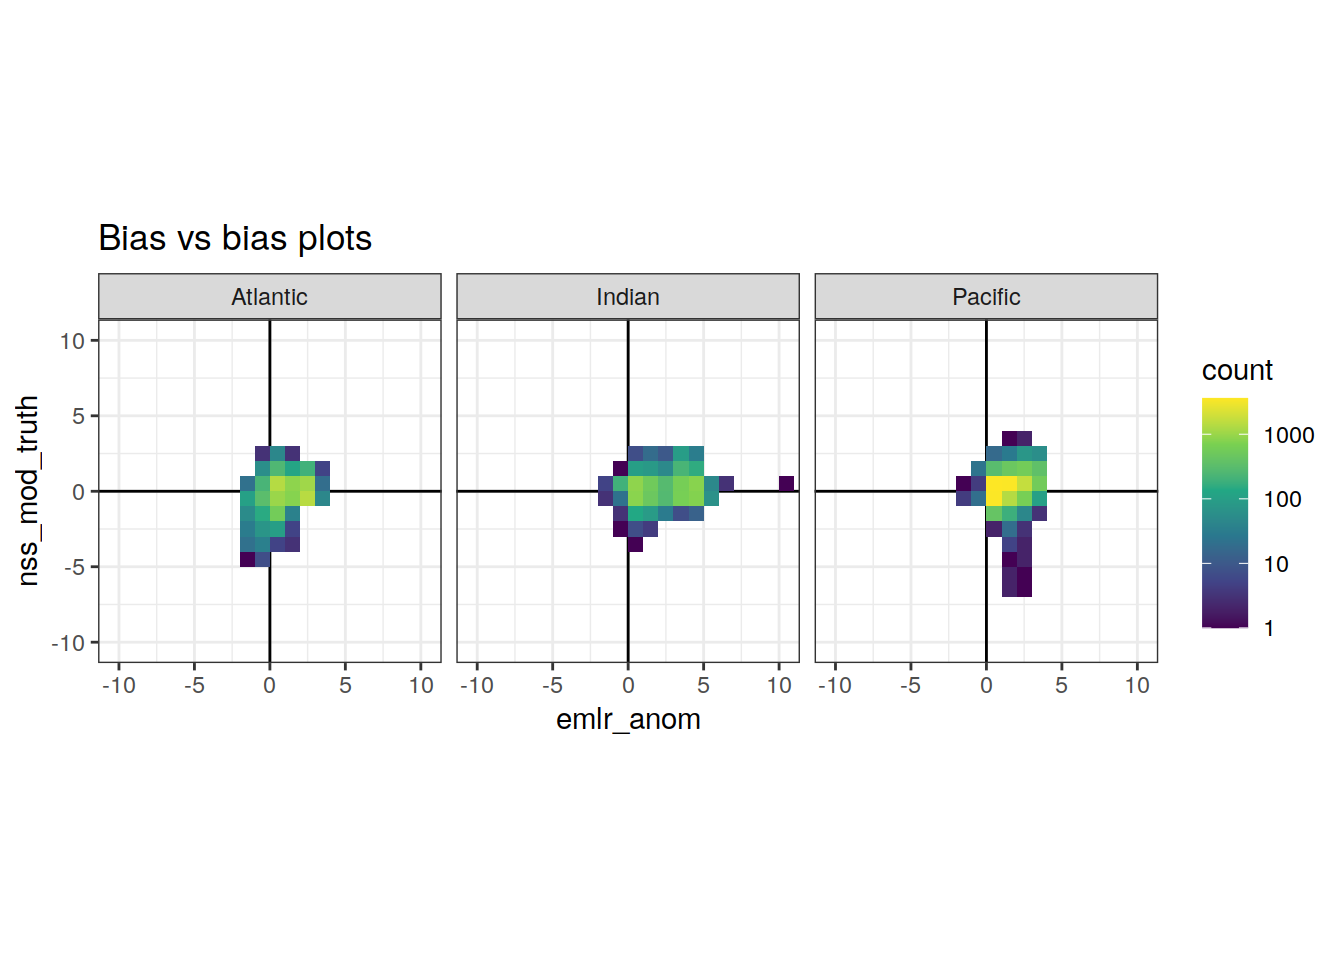 Bias vs bias plots
Atlantic
Indian
Pacific
nss_mod_truth
10
5
0
-5
-10
-10 -5 0 5 10
-10 -5 0 5 10
-10 -5 0 5 10
emlr_anom
count
1000
100
10
1